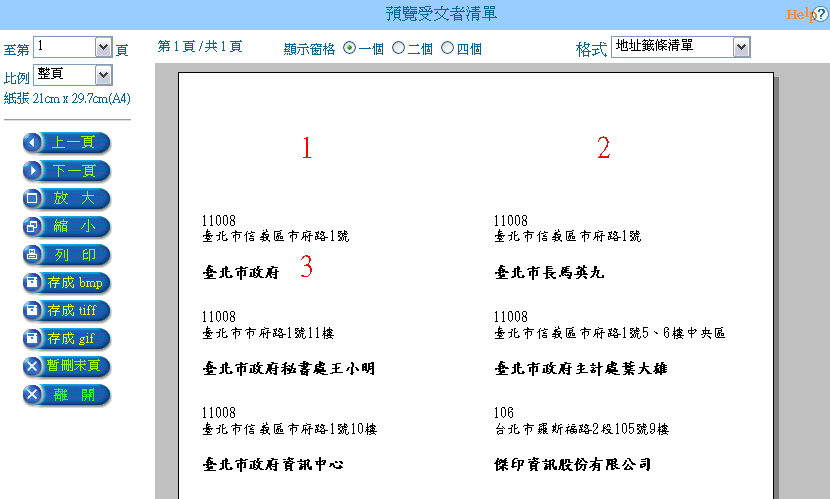 預覽受文者清單
Help?
至第 1 頁
第1頁/共1頁
顯示窗格 一個 二個 四個
格式 地址籤條清單
比例 整頁
紙張 21cm x 29.7cm(A4)
上一頁
下一頁
放 大
縮 小
列 印
存成 bmp
存成 tiff
存成 gif
暫刪末頁
離 開
1
2
11008
臺北市信義區市府路1號
臺北市政府
3
11008
臺北市信義區市府路1號
臺北市長馬英九
11008
臺北市市府路1號11樓
臺北市政府秘書處王小明
11008
臺北市信義區市府路1號5、6樓中央區
臺北市政府主計處葉大雄
11008
臺北市信義區市府路1號10樓
臺北市政府資訊中心
106
台北市羅斯福路2段105號9樓
傑印資訊股份有限公司